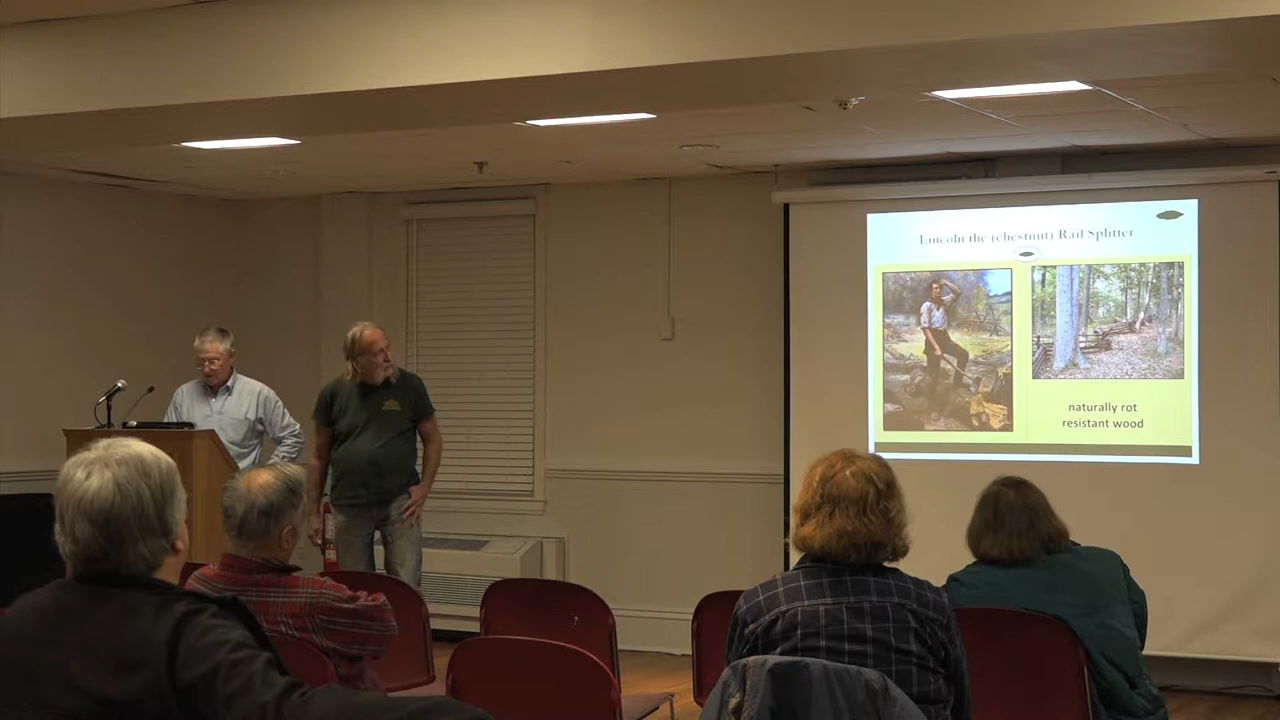 Lincoln the (chestnut) Rail Splitter
naturally rot
resistant wood